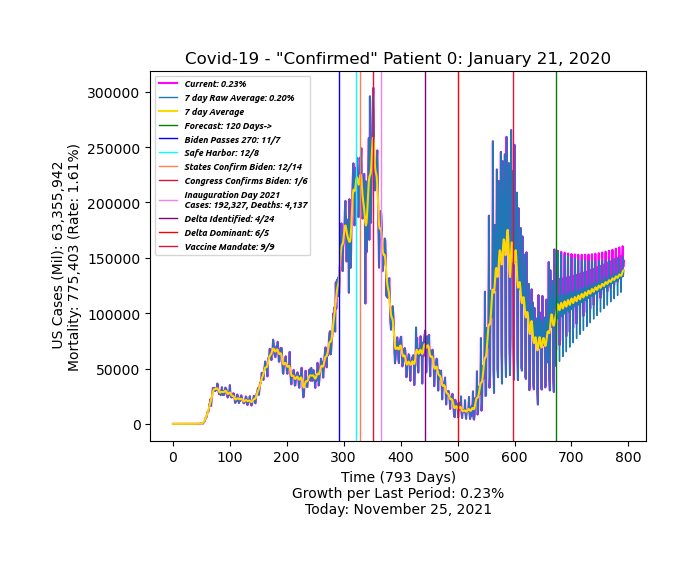 Covid-19 - "Confirmed" Patient 0: January 21, 2020
Current: 0.23%
7 day Raw Average: 0.20%
7 day Average
Forecast: 120 Days->
Biden Passes 270: 11/7
Safe Harbor: 12/8
States Confirm Biden: 12/14
Congress Confirms Biden: 1/6
Inauguration Day 2021
Cases: 192,327, Deaths: 4,137
Delta Identified: 4/24
Delta Dominant: 6/5
Vaccine Mandate: 9/9
US Cases (Mil): 63,355,942
Mortality: 775,403 (Rate: 1.61%)
300000
250000
200000
150000
100000
50000
0
0 100 200 300 400 500 600 700 800
Time (793 Days)
Growth per Last Period: 0.23%
Today: November 25, 2021